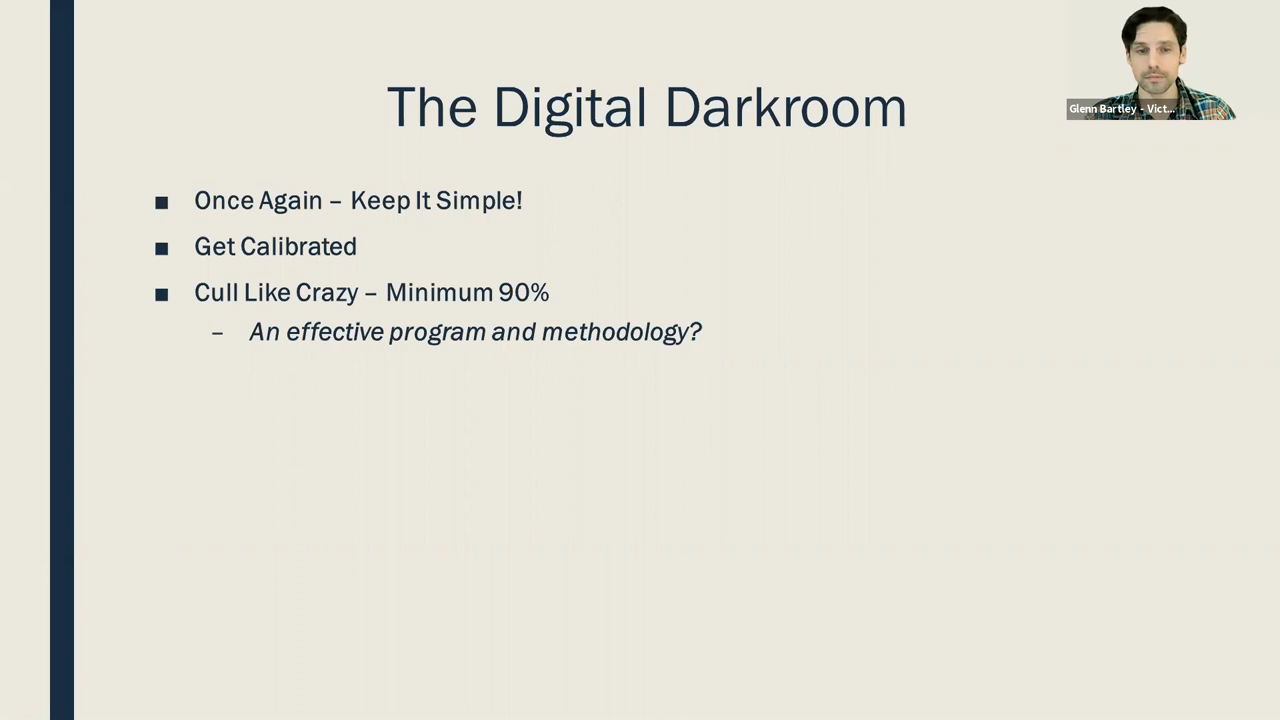 The Digital Darkroom
Glenn Bartley - Vict...
■ Once Again – Keep It Simple!
■ Get Calibrated
■ Cull Like Crazy – Minimum 90%
– An effective program and methodology?